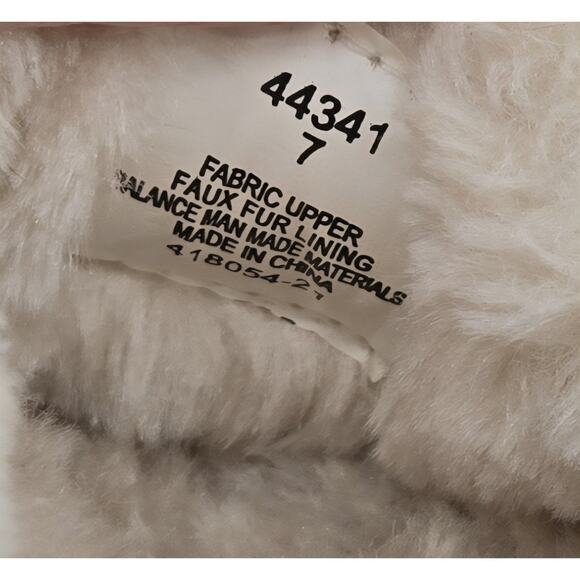 44341
7
FABRIC UPPER
FAUX FUR LINING
BALANCE MAN MADE MATERIALS
MADE IN CHINA
418054-21